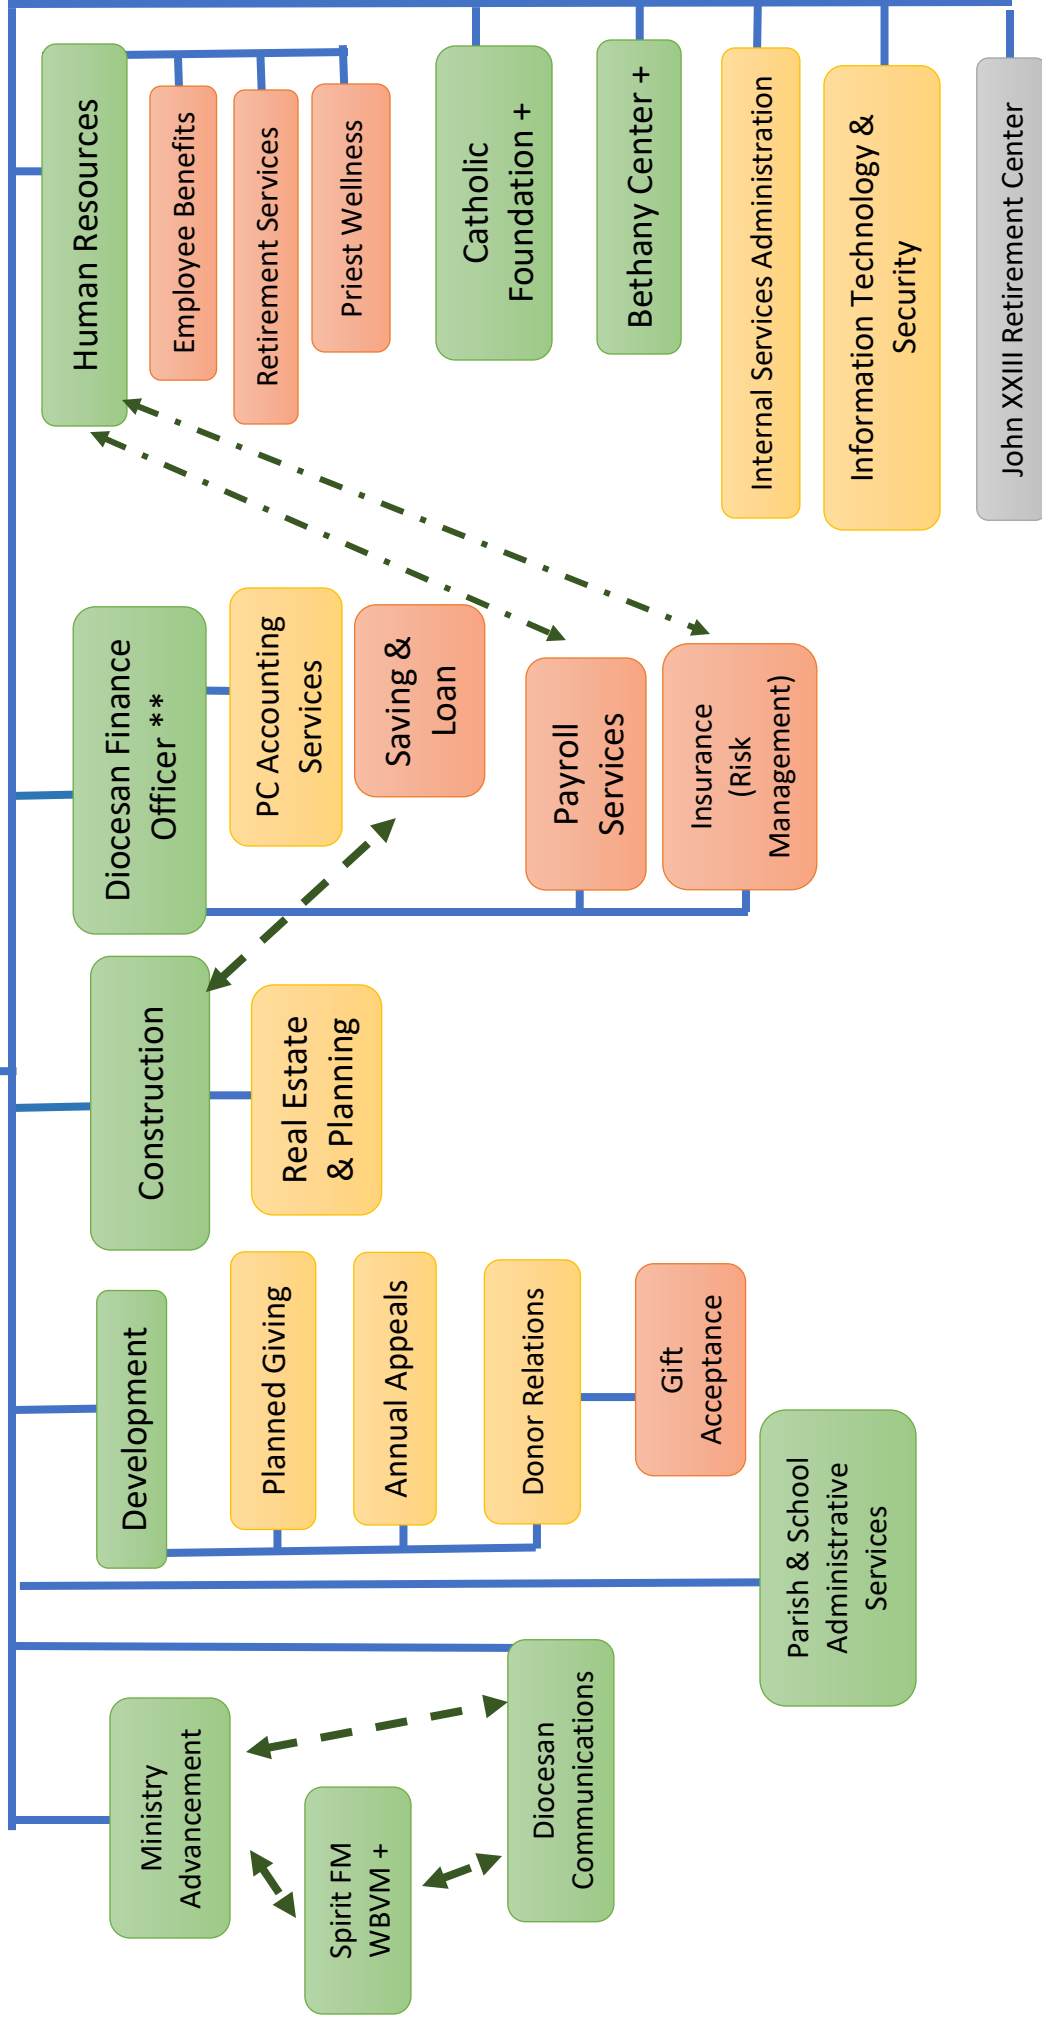 Ministry
Advancement
Spirit FM
WBVM +
Diocesan
Communications
Parish & School
Administrative
Services
Development
Planned Giving
Annual Appeals
Donor Relations
Gift
Acceptance
Construction
Real Estate
& Planning
Diocesan Finance
Officer **
PC Accounting
Services
Saving &
Loan
Payroll
Services
Insurance
(Risk
Management)
Human Resources
Employee Benefits
Retirement Services
Priest Wellness
Catholic
Foundation +
Bethany Center +
Internal Services Administration
Information Technology &
Security
John XXIII Retirement Center